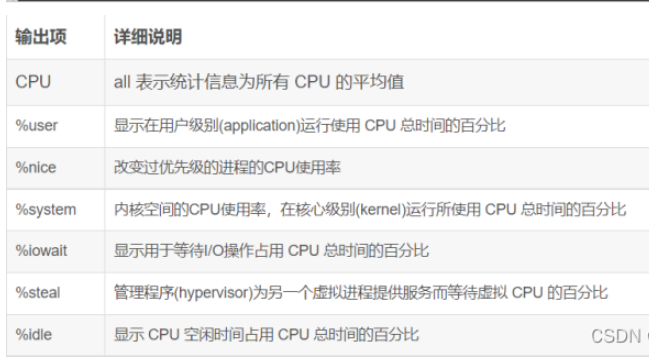 输出项 详细说明
CPU all 表示统计信息为所有 CPU 的平均值
%user 显示在用户级别(application)运行使用 CPU 总时间的百分比
%nice 改变过优先级的进程的CPU使用率
%system 内核空间的CPU使用率，在核心级别(kernel)运行所使用 CPU 总时间的百分比
%iowait 显示用于等待I/O操作占用 CPU 总时间的百分比
%steal 管理程序(hypervisor)为另一个虚拟进程提供服务而等待虚拟 CPU 的百分比
%idle 显示 CPU 空闲时间占用 CPU 总时间的百分比
CSDN